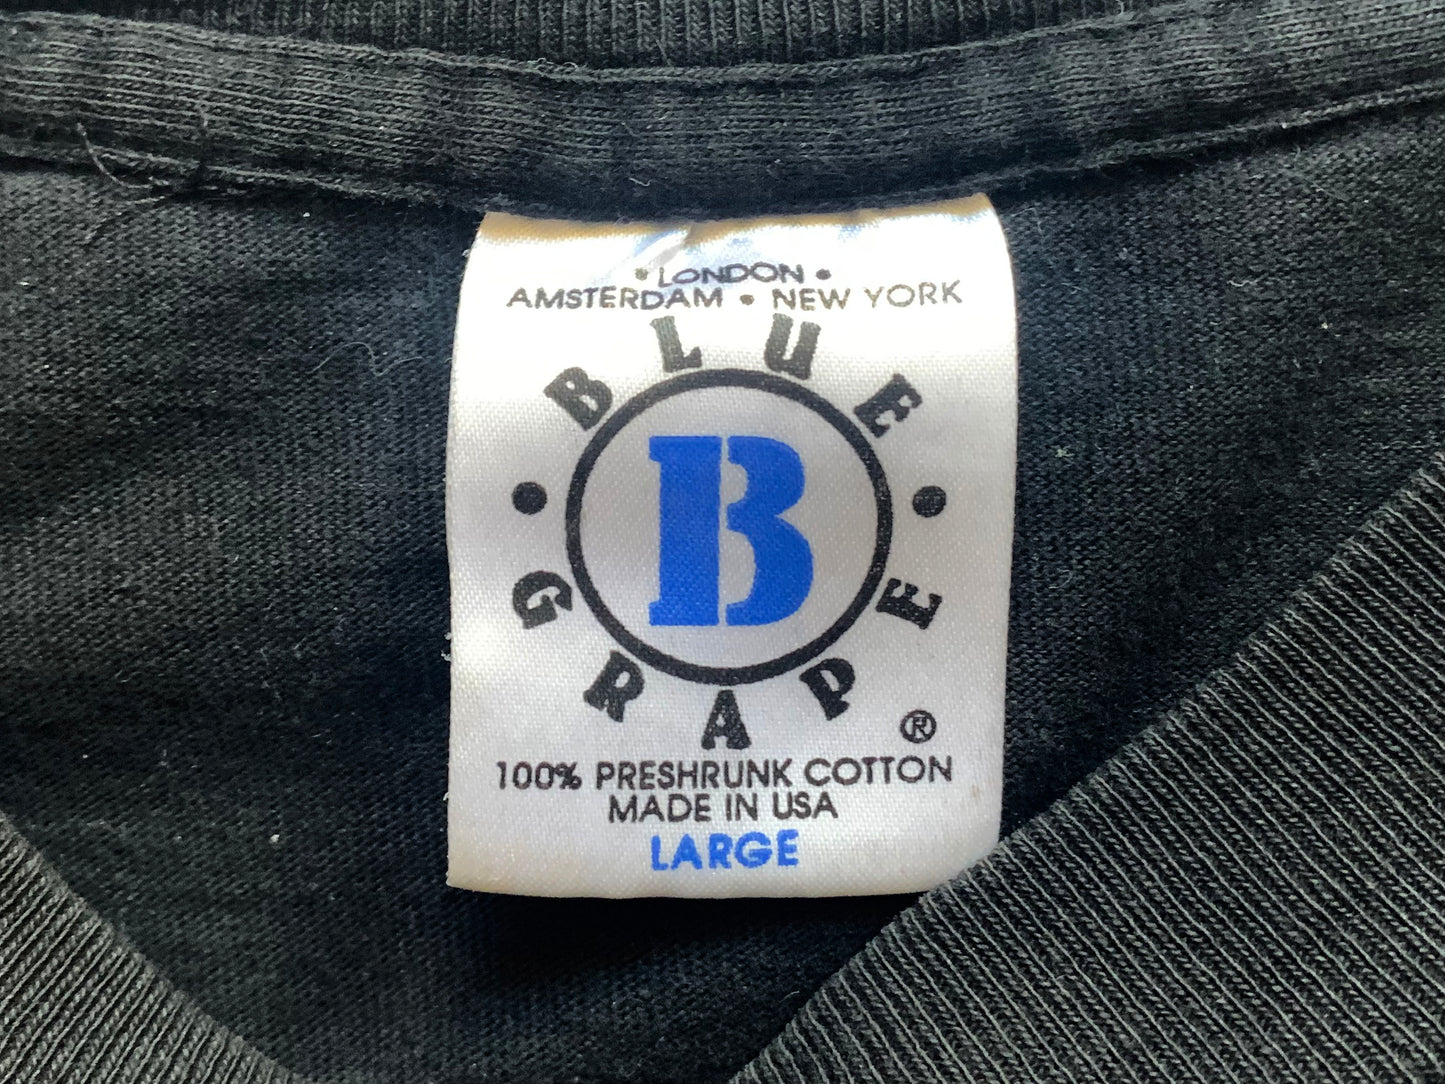 • LONDON •
AMSTERDAM • NEW YORK
BLUE
B
• GRAPE •
®
100% PRESHRUNK COTTON
MADE IN USA
LARGE